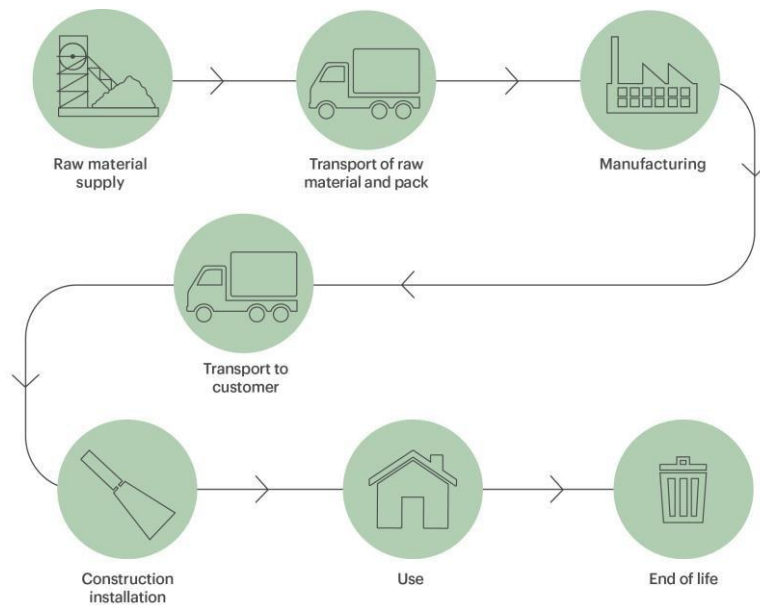 Raw material
supply
Transport of raw
material and pack
Manufacturing
Transport to
customer
Construction
installation
Use
End of life